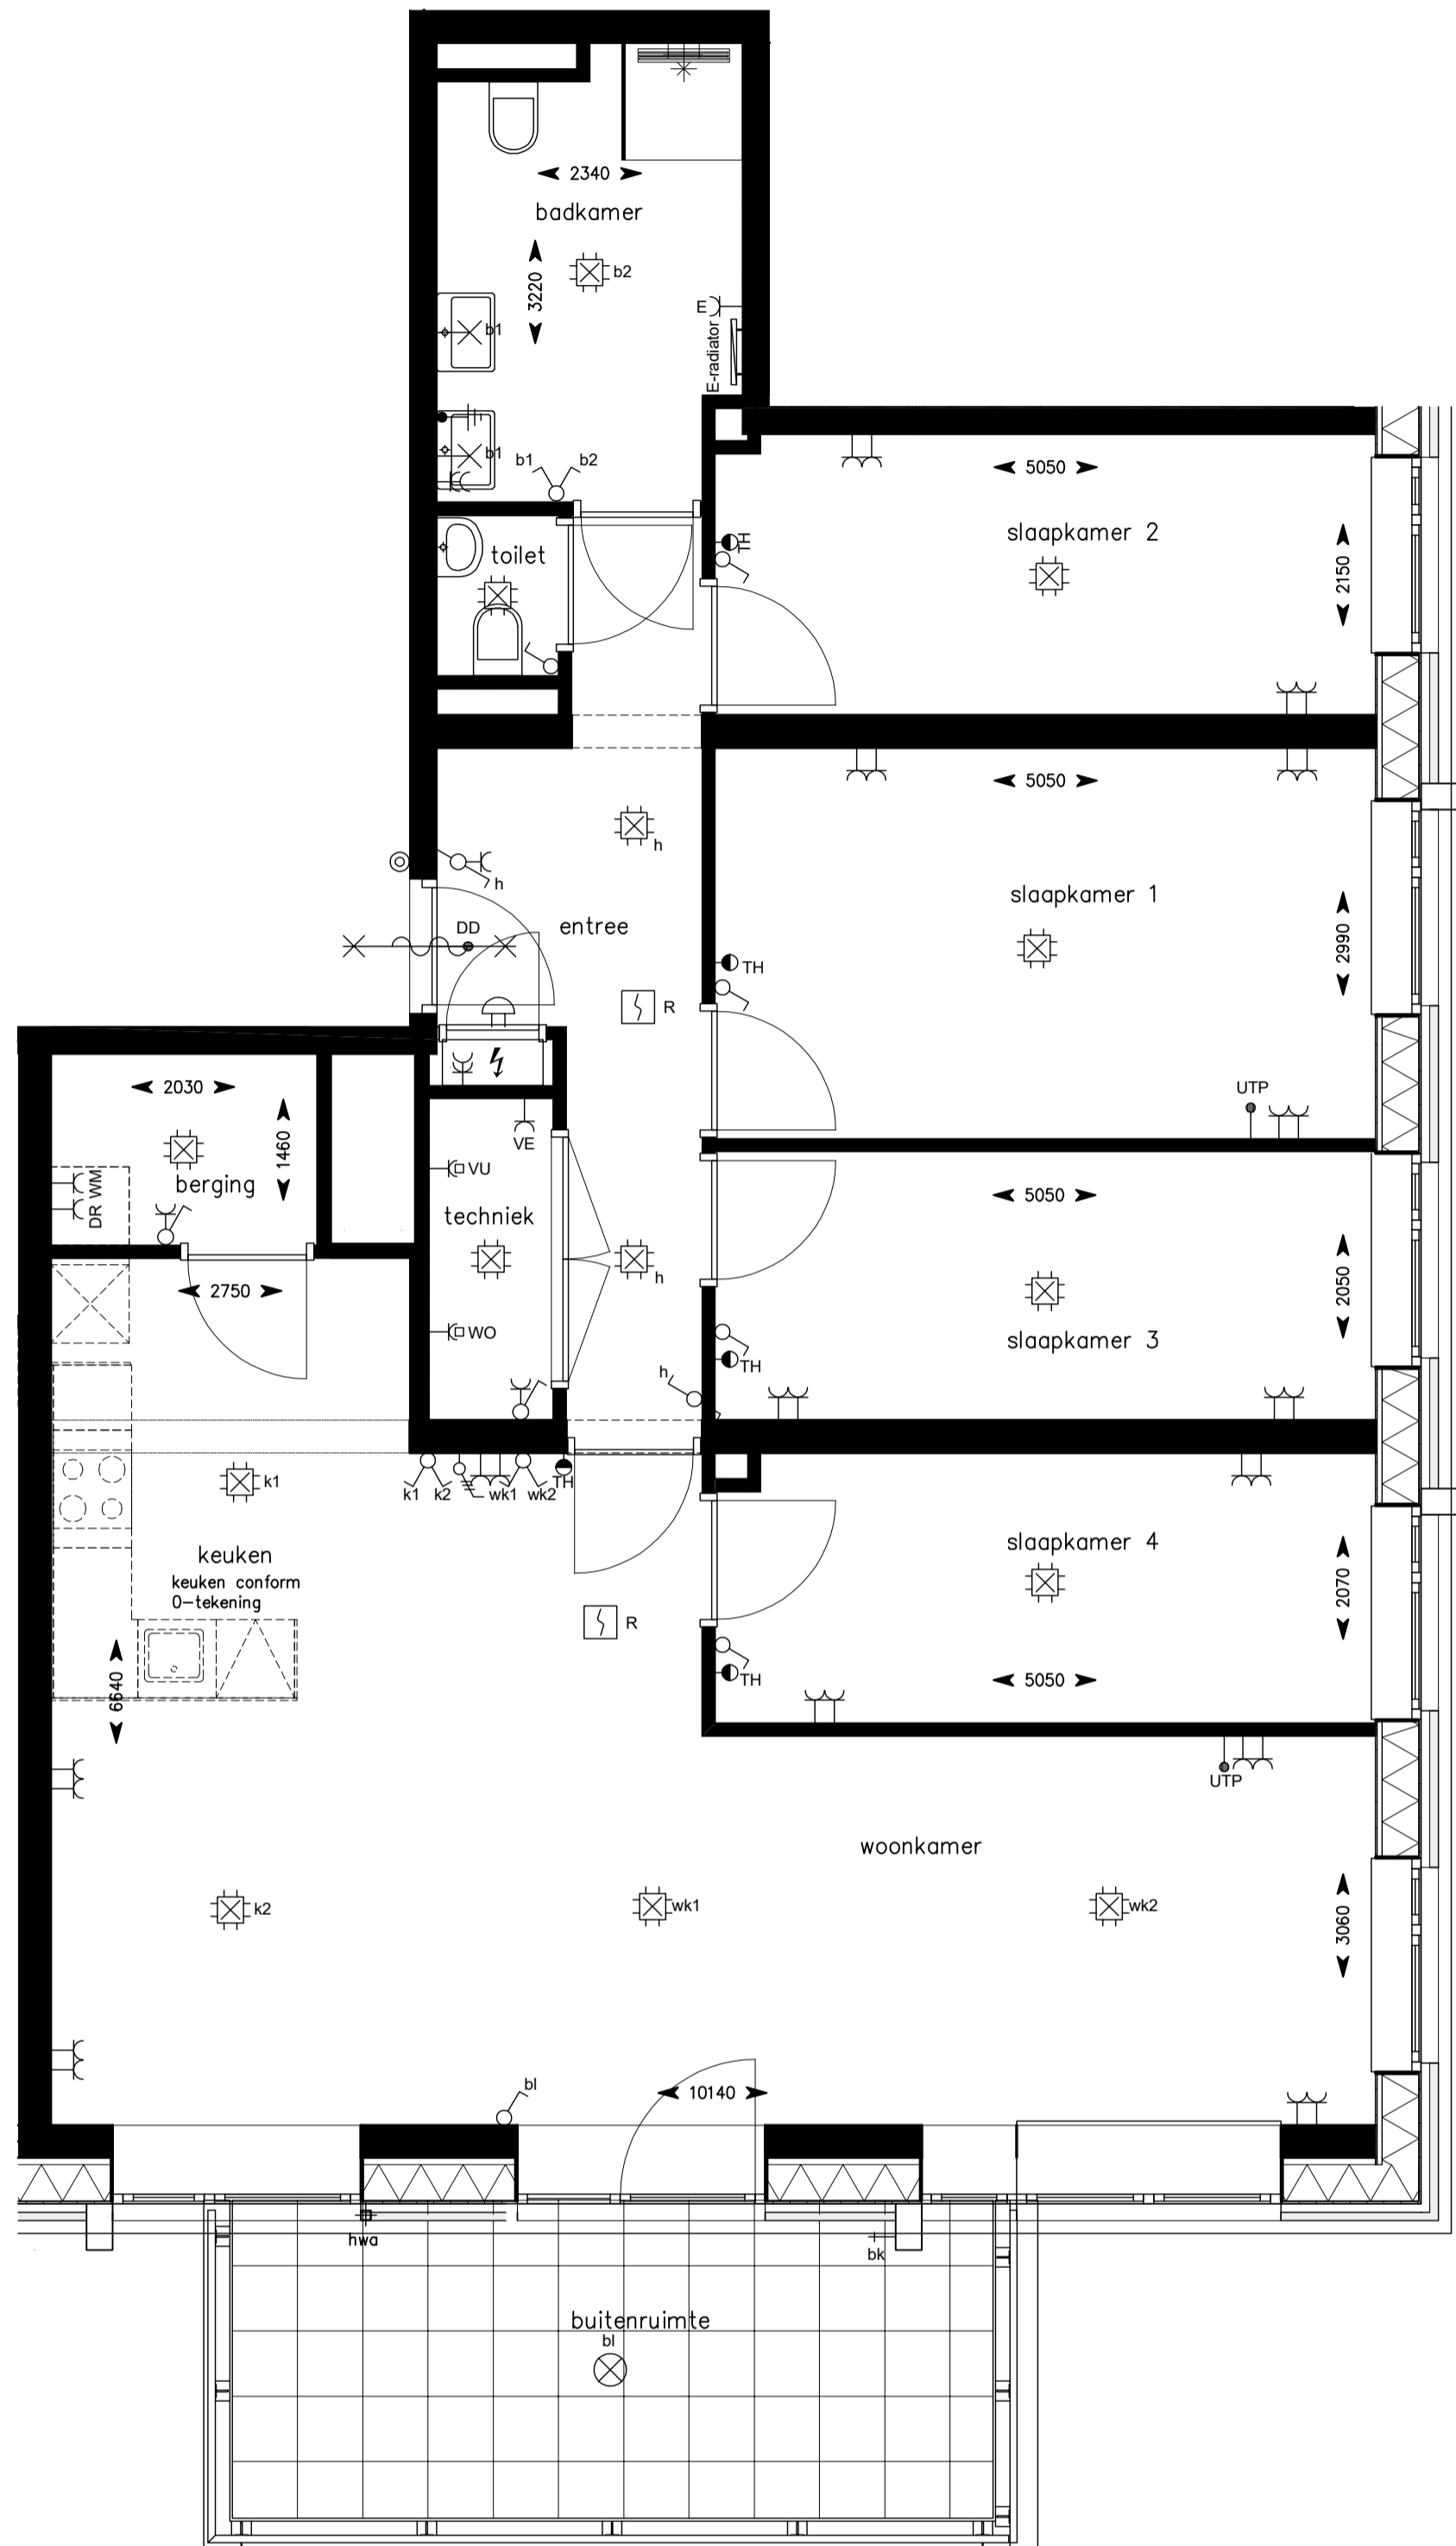 2340
badkamer
3220
b2
b1
E
E-radiator
b1
b1 b2
5050
slaapkamer 2
TH
2150
toilet
5050
h
slaapkamer 1
h
2990
DD
entree
TH
R
2030
1460
UTP
VE
VU
DR WM
berging
techniek
5050
h
2750
2050
WO
slaapkamer 3
TH
h
k1
k1 k2 wk1 wk2 TH
keuken
keuken conform
0-tekening
slaapkamer 4
2070
R
6640
TH
5050
UTP
woonkamer
k2
wk1
wk2
3060
bl
10140
hwa
bk
buitenruimte
bl